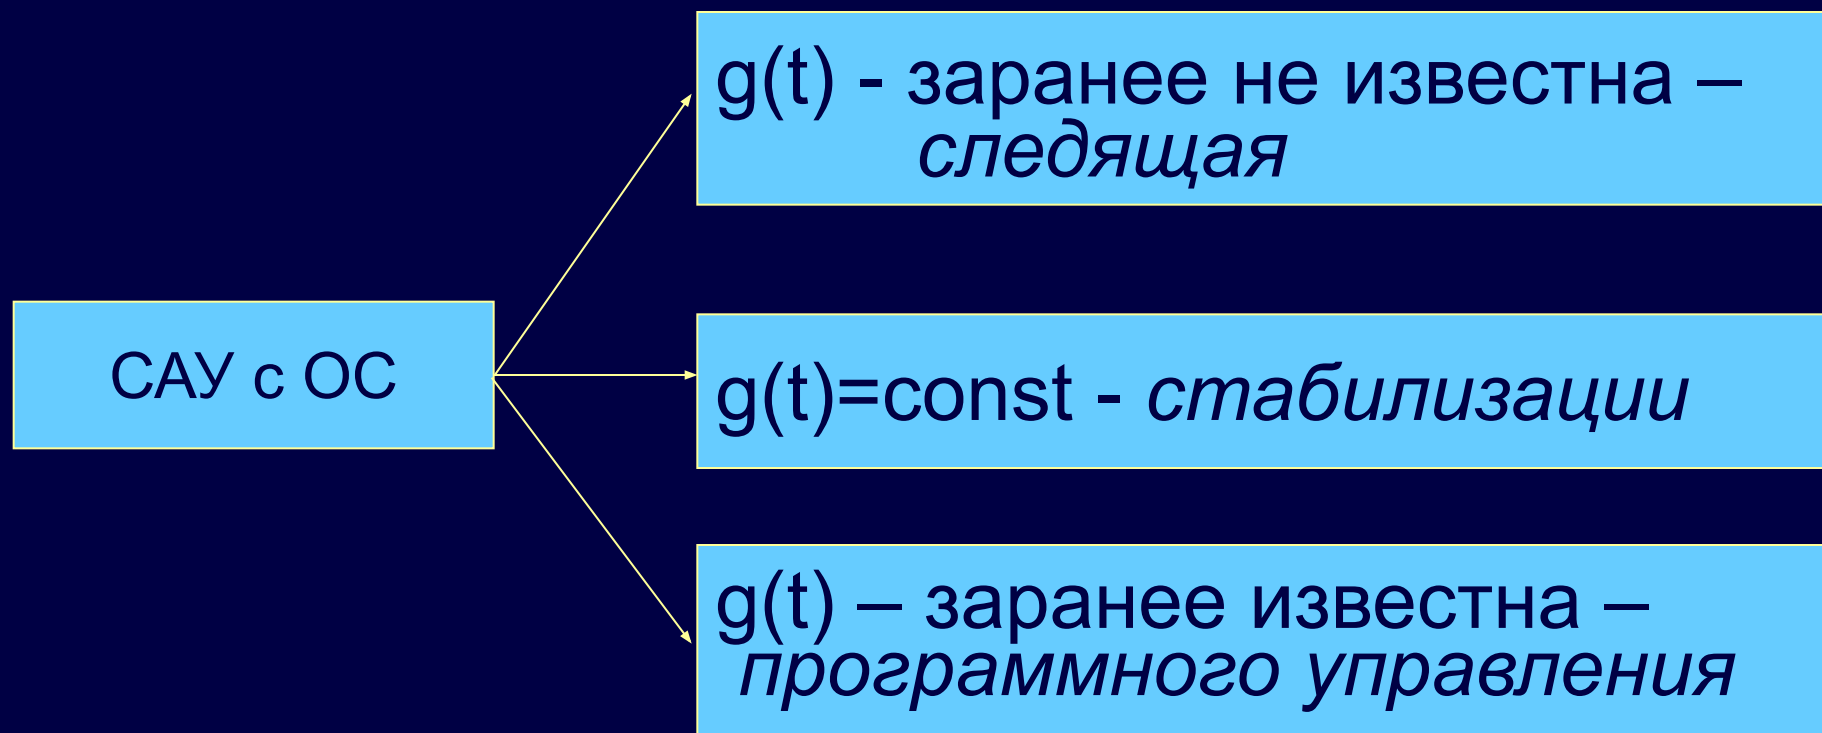 g(t) - заранее не известна –
следящая
САУ с ОС
g(t)=const - стабилизации
g(t) – заранее известна –
программного управления